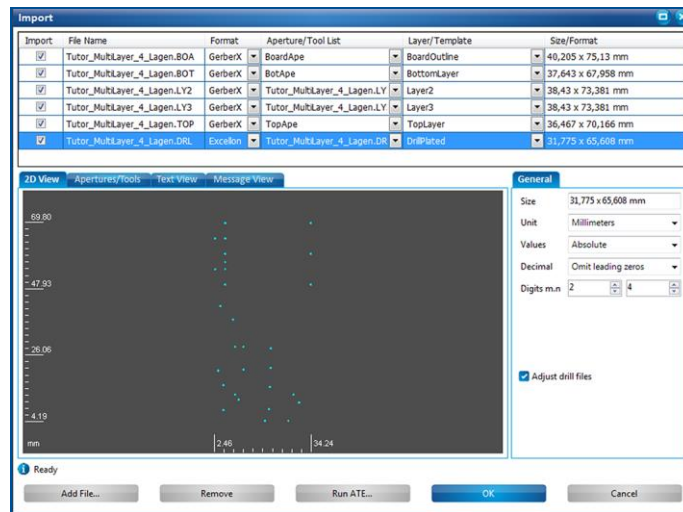 Import
Import File Name Format Aperture/Tool List Layer/Template Size/Format
Tutor_MultiLayer_4_Lagen.BOA GerberX BoardApe BoardOutline 40,205 x 75,13 mm
Tutor_MultiLayer_4_Lagen.BOT GerberX BotApe BottomLayer 37,643 x 67,958 mm
Tutor_MultiLayer_4_Lagen.LY2 GerberX Tutor_MultiLayer_4_Lagen.LY Layer2 38,43 x 73,381 mm
Tutor_MultiLayer_4_Lagen.LY3 GerberX Tutor_MultiLayer_4_Lagen.LY Layer3 38,43 x 73,381 mm
Tutor_MultiLayer_4_Lagen.TOP GerberX TopApe TopLayer 36,467 x 70,166 mm
Tutor_MultiLayer_4_Lagen.DRL Excellon Tutor_MultiLayer_4_Lagen.DR DrillPlated 31,775 x 65,608 mm
2D View Apertures/Tools Text View Message View General
Size 31,775 x 65,608 mm
Unit Millimeters
Values Absolute
Decimal Omit leading zeros
Digits m.n 2 4
Adjust drill files
69.80
47.93
26.06
4.19
mm 2.46 34.24
Ready
Add File... Remove Run ATE... OK Cancel